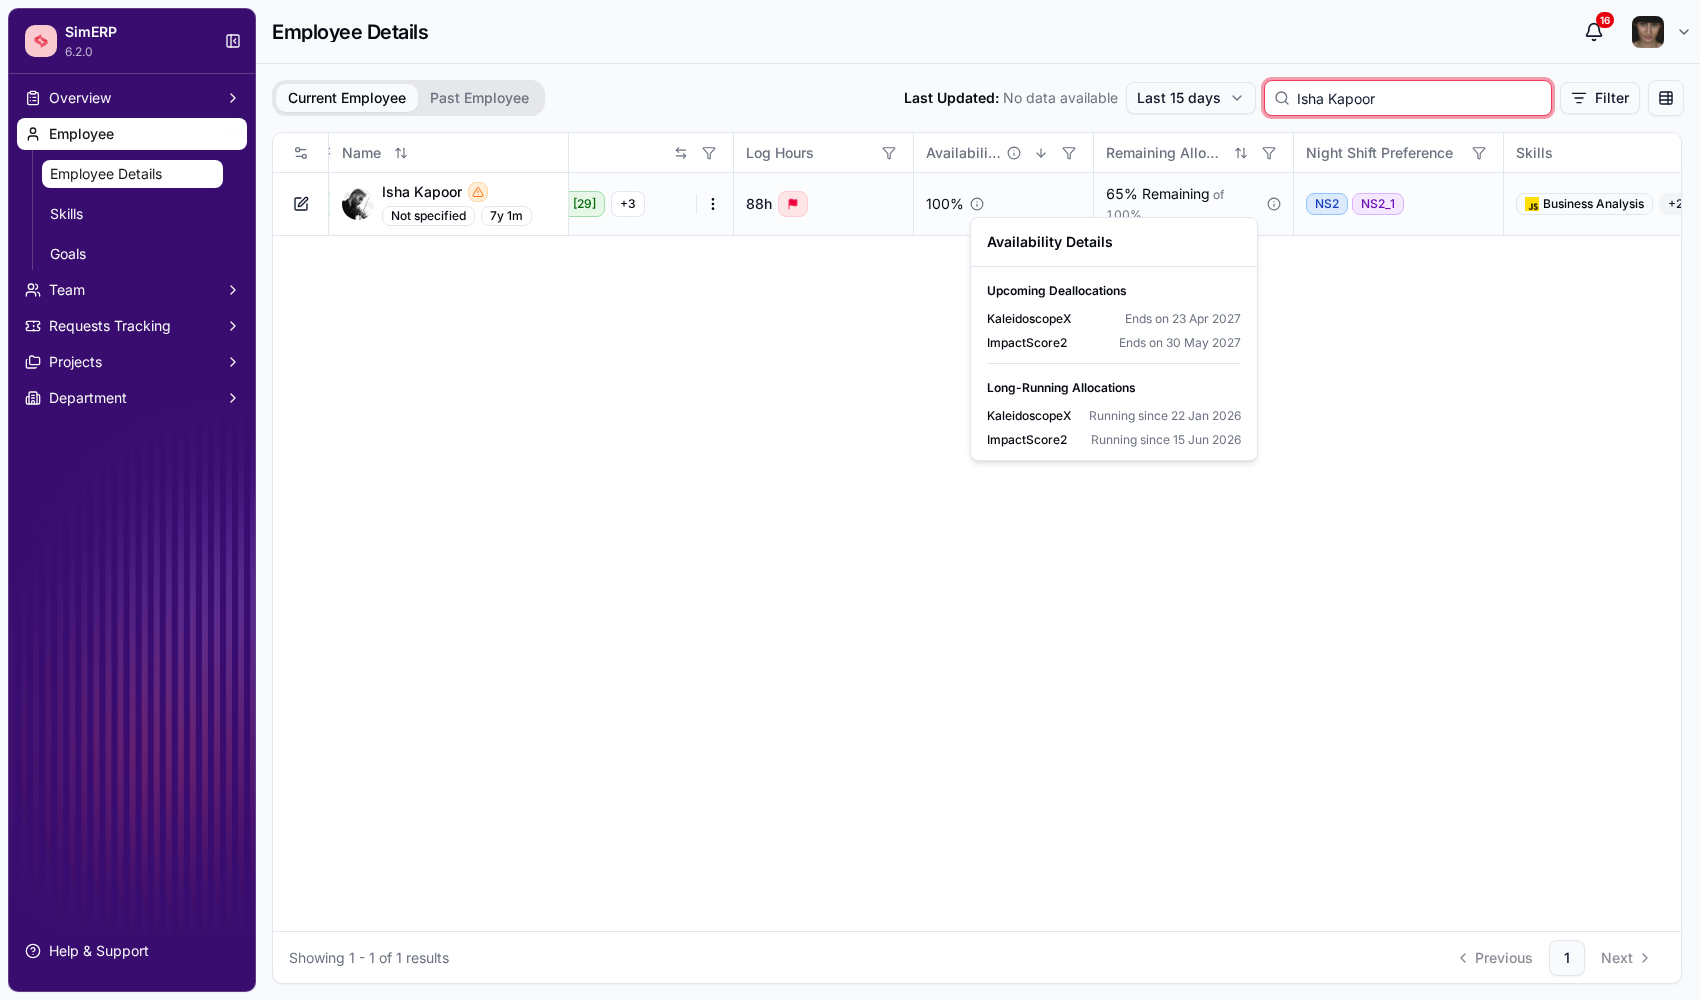 SimERP
6.2.0
Overview
Employee
Employee Details
Skills
Goals
Team
Requests Tracking
Projects
Department
Help & Support
Employee Details
16
Current Employee
Past Employee
Last Updated: No data available
Last 15 days
Isha Kapoor
Filter
Name
Log Hours
Availabili...
Remaining Allo...
Night Shift Preference
Skills
Isha Kapoor
Not specified
7y 1m
[29]
+3
88h
100%
65% Remaining of
100%
NS2
NS2_1
JS
Business Analysis
+2
Availability Details
Upcoming Deallocations
KaleidoscopeX
Ends on 23 Apr 2027
ImpactScore2
Ends on 30 May 2027
Long-Running Allocations
KaleidoscopeX
Running since 22 Jan 2026
ImpactScore2
Running since 15 Jun 2026
Showing 1 - 1 of 1 results
Previous
1
Next